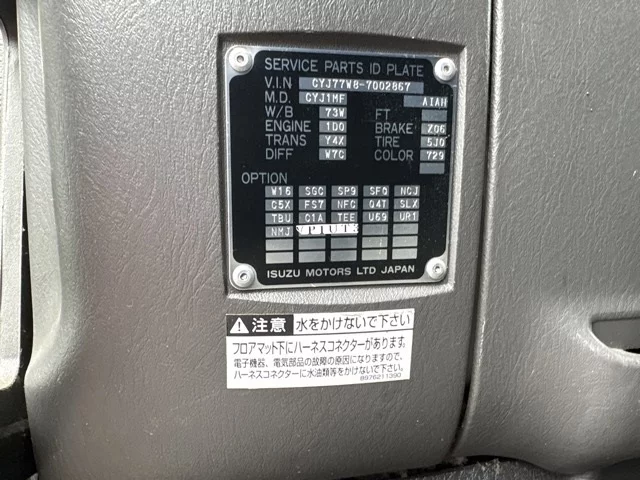 SERVICE PARTS ID PLATE
V.I.N CYJ77W8-7002867
M.D. CYJ1MF AIAH
W/B 73W FT
ENGINE 1D0 BRAKE Z06
TRANS Y4X TIRE 5J0
DIFF W7C COLOR 729
OPTION
W16 SGC SP9 SFQ NCJ
C5X FS7 NFC Q4T SLX
TBU C1A TEE U69 UR1
NMJ
ISUZU MOTORS LTD JAPAN
注意 水をかけないで下さい
フロアマット下にハーネスコネクターがあります。
電子機器、電気部品の故障の原因になりますので、
ハーネスコネクターに水油類等をかけないで下さい
8976211390